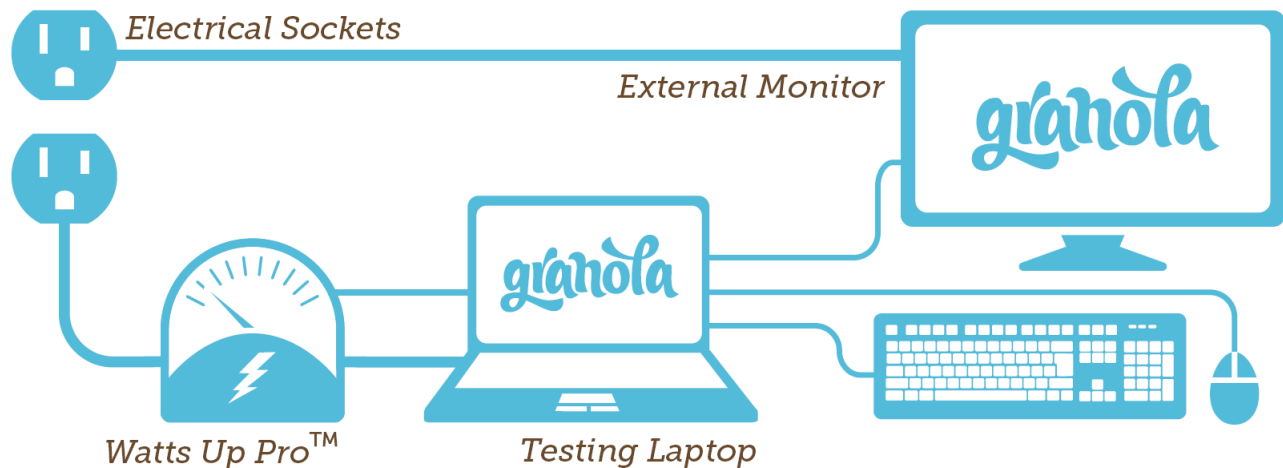 Electrical Sockets
External Monitor
granola
granola
Watts Up Pro™
Testing Laptop